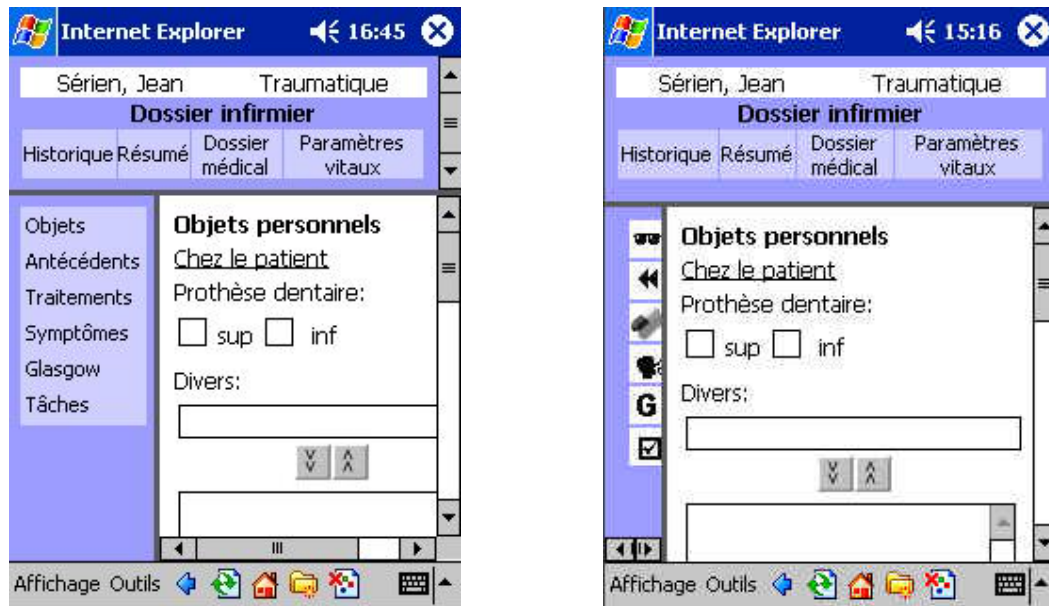 Internet Explorer 16:45
Sérien, Jean Traumatique
Dossier infirmier
Historique Résumé Dossier médical Paramètres vitaux
Objets
Antécédents
Traitements
Symptômes
Glasgow
Tâches
Objets personnels
Chez le patient
Prothèse dentaire:
sup inf
Divers:
Affichage Outils
Internet Explorer 15:16
Sérien, Jean Traumatique
Dossier infirmier
Historique Résumé Dossier médical Paramètres vitaux
G
Objets personnels
Chez le patient
Prothèse dentaire:
sup inf
Divers:
Affichage Outils